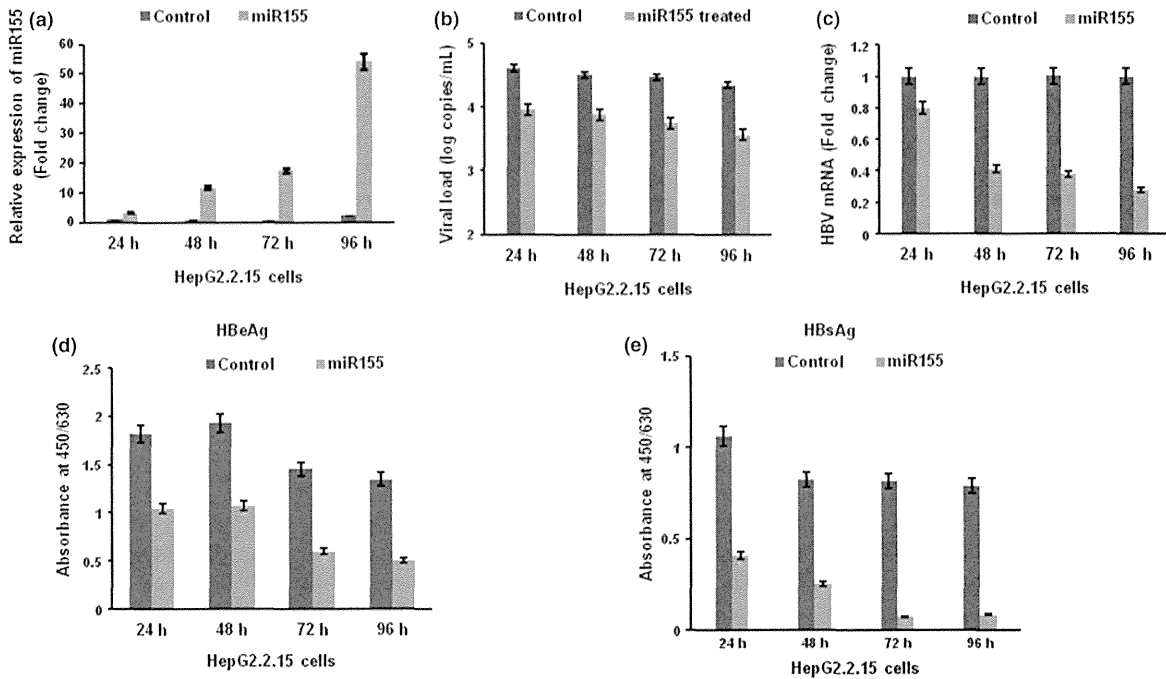 (a)
Control miR155
Relative expression of miR155
(Fold change)
60
50
40
30
20
10
0
24 h 48 h 72 h 96 h
HepG2.2.15 cells
(b)
Control miR155 treated
Viral load (log copies/mL)
5
4.5
4
3.5
3
2.5
2
24 h 48 h 72 h 96 h
HepG2.2.15 cells
(c)
Control miR155
HBV mRNA (Fold change)
1.2
1
0.8
0.6
0.4
0.2
0
24 h 48 h 72 h 96 h
HepG2.2.15 cells
HBeAg
(d)
Control miR155
Absorbance at 450/630
2.5
2
1.5
1
0.5
0
24 h 48 h 72 h 96 h
HepG2.2.15 cells
HBsAg
(e)
Control miR155
Absorbance at 450/630
1.5
1
0.5
0
24 h 48 h 72 h 96 h
HepG2.2.15 cells